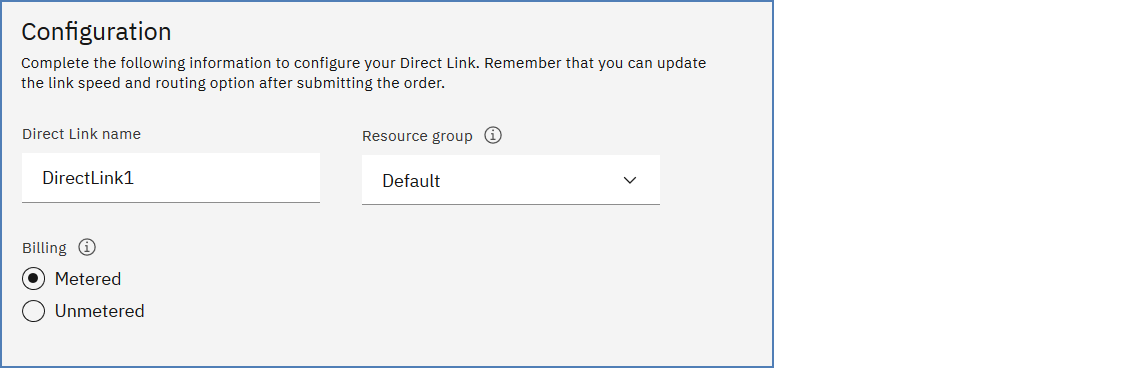 Configuration
Complete the following information to configure your Direct Link. Remember that you can update
the link speed and routing option after submitting the order.
Direct Link name
Resource group
DirectLink1
Default
Billing
Metered
Unmetered